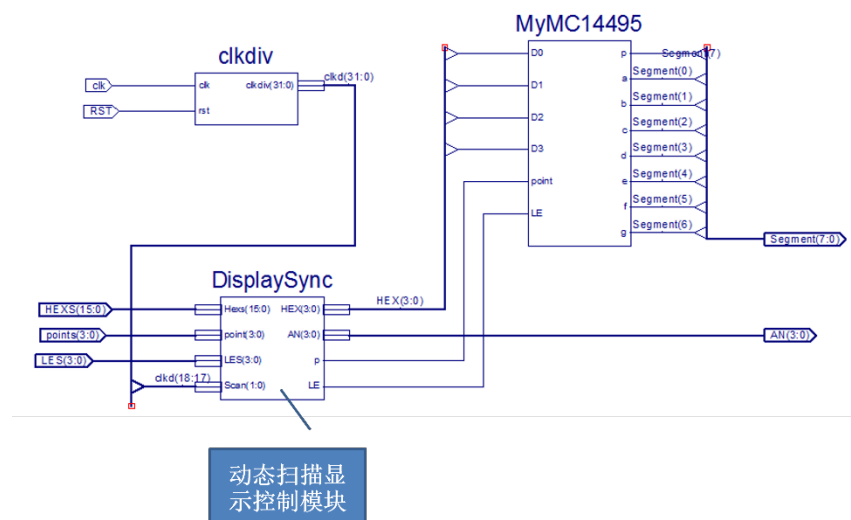 MyMC14495
clkdiv
clk
RST
clk
rst
clkdiv(31:0)
clkd(31:0)
D0
D1
D2
D3
point
LE
p
a
b
c
d
e
f
g
Segment(7)
Segment(0)
Segment(1)
Segment(2)
Segment(3)
Segment(4)
Segment(5)
Segment(6)
Segment(7:0)
DisplaySync
HEXS(15:0)
points(3:0)
LES(3:0)
clkd(18:17)
Hexs(15:0)
point(3:0)
LES(3:0)
Scan(1:0)
HEX(3:0)
AN(3:0)
p
LE
HEX(3:0)
AN(3:0)
动态扫描显
示控制模块